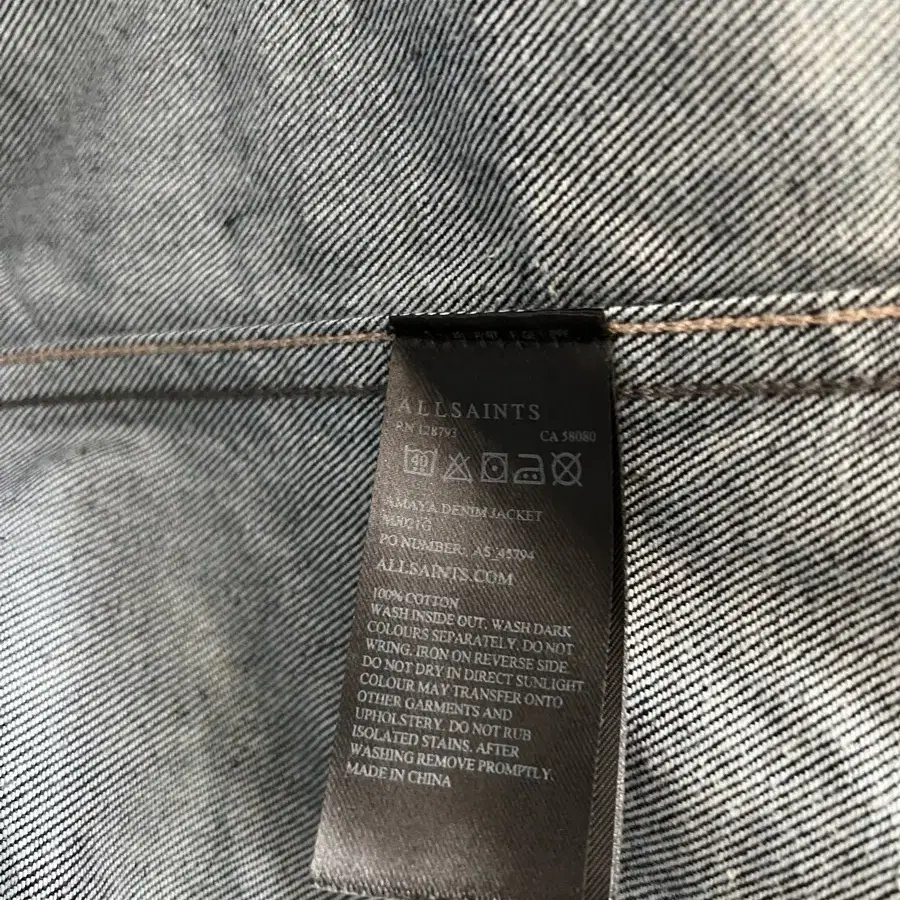 ALLSAINTS
RN 128793 CA 58080
40
AMAYA DENIM JACKET
PO NUMBER: AS_45794
ALLSAINTS.COM
100% COTTON
WASH INSIDE OUT. WASH DARK
COLOURS SEPARATELY. DO NOT
WRING. IRON ON REVERSE SIDE.
DO NOT DRY IN DIRECT SUNLIGHT.
COLOUR MAY TRANSFER ONTO
OTHER GARMENTS AND
UPHOLSTERY. DO NOT RUB
ISOLATED STAINS. AFTER
WASHING REMOVE PROMPTLY.
MADE IN CHINA